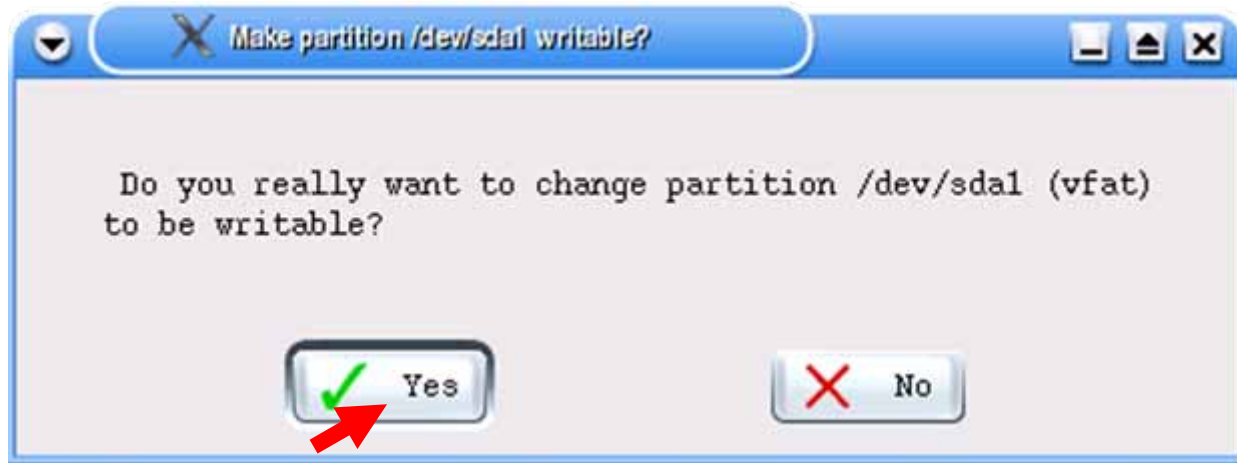 Make partition /dev/sda1 writable?
Do you really want to change partition /dev/sda1 (vfat)
to be writable?
Yes
No